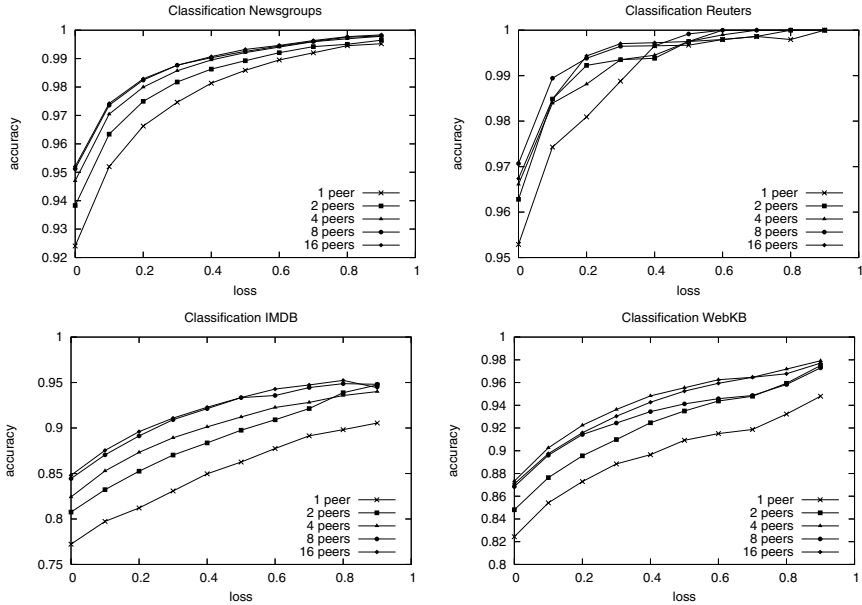 Classification Newsgroups
1
0.99
0.98
0.97
0.96
0.95
0.94
0.93
0.92
accuracy
1 peer
2 peers
4 peers
8 peers
16 peers
0 0.2 0.4 0.6 0.8 1
loss
Classification Reuters
1
0.99
0.98
0.97
0.96
0.95
accuracy
1 peer
2 peers
4 peers
8 peers
16 peers
0 0.2 0.4 0.6 0.8 1
loss
Classification IMDB
1
0.95
0.9
0.85
0.8
0.75
accuracy
1 peer
2 peers
4 peers
8 peers
16 peers
0 0.2 0.4 0.6 0.8 1
loss
Classification WebKB
1
0.98
0.96
0.94
0.92
0.9
0.88
0.86
0.84
0.82
0.8
accuracy
1 peer
2 peers
4 peers
8 peers
16 peers
0 0.2 0.4 0.6 0.8 1
loss